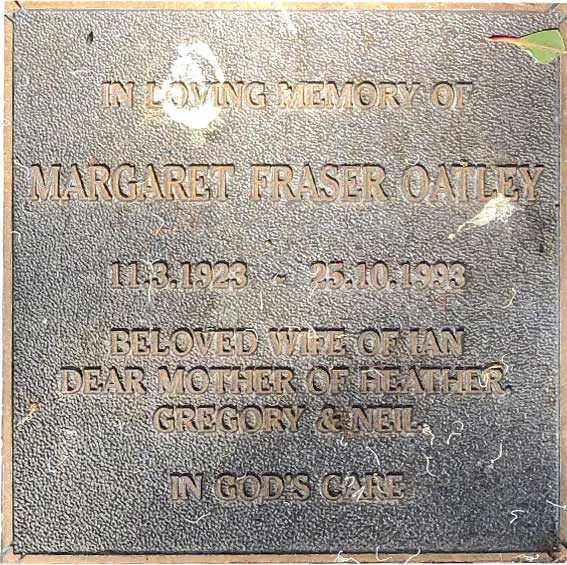 IN LOVING MEMORY OF
MARGARET FRASER OATLEY
11.3.1923 - 25.10.1993
BELOVED WIFE OF IAN
DEAR MOTHER OF HEATHER,
GREGORY & NEIL.
IN GOD'S CARE